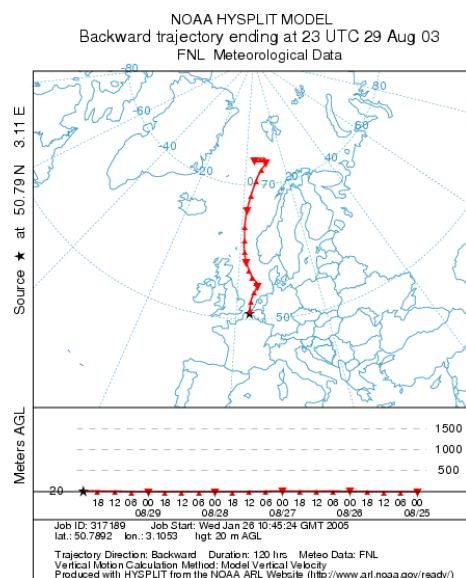 NOAA HYSPLIT MODEL
Backward trajectory ending at 23 UTC 29 Aug 03
FNL Meteorological Data
Source ★ at 50.79 N 3.11 E
-80
-60
-40
-20
0
70
20
40
60
80
50
0
Meters AGL
1500
1000
500
20
18 12 06 00 18 12 06 00 18 12 06 00 18 12 06 00 18 12 06 00
08/29 08/28 08/27 08/26 08/25
Job ID: 317189 Job Start: Wed Jan 26 10:45:24 GMT 2005
lat.: 50.7892 lon.: 3.1053 hgt: 20 m AGL
Trajectory Direction: Backward Duration: 120 hrs Meteo Data: FNL
Vertical Motion Calculation Method: Model Vertical Velocity
Produced with HYSPLIT from the NOAA ARL Website (http://www.arl.noaa.gov/ready/)